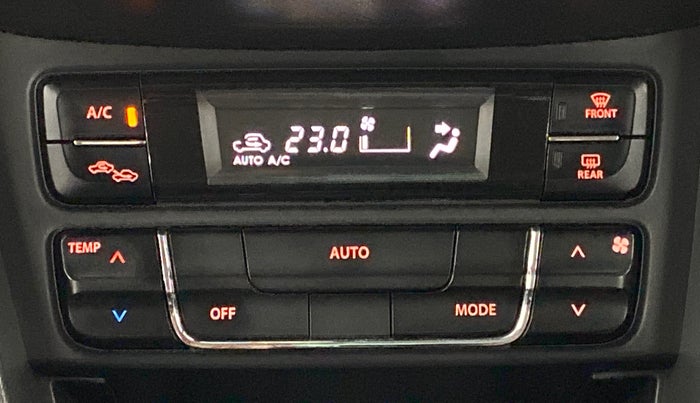 A/C
23.0
AUTO A/C
FRONT
REAR
TEMP
AUTO
OFF
MODE